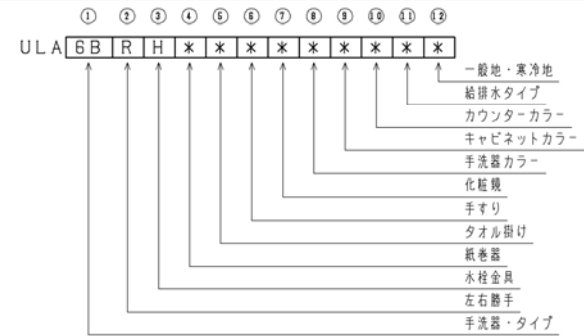 ① ② ③ ④ ⑤ ⑥ ⑦ ⑧ ⑨ ⑩ ⑪ ⑫
ULA 6B R H * * * * * * * * *
一般地・寒冷地
給排水タイプ
カウンターカラー
キャビネットカラー
手洗器カラー
化粧鏡
手すり
タオル掛け
紙巻器
水栓金具
左右勝手
手洗器・タイプ